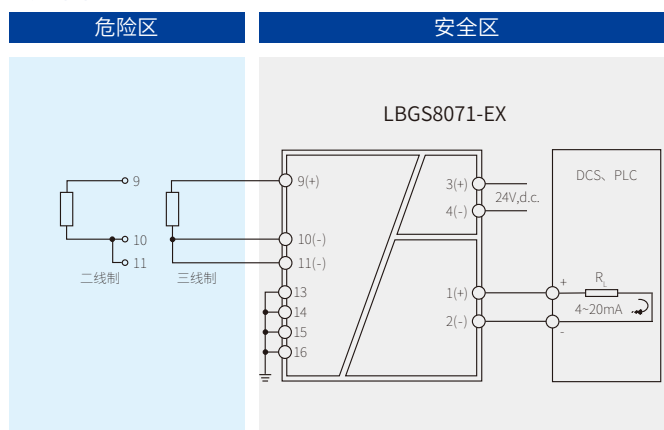 危险区
安全区
LBGS8071-EX
9
10
11
二线制
三线制
9(+)
10(-)
11(-)
13
14
15
16
3(+)
4(-)
24V,d.c.
1(+)
2(-)
DCS、PLC
+
RL
4~20mA
-